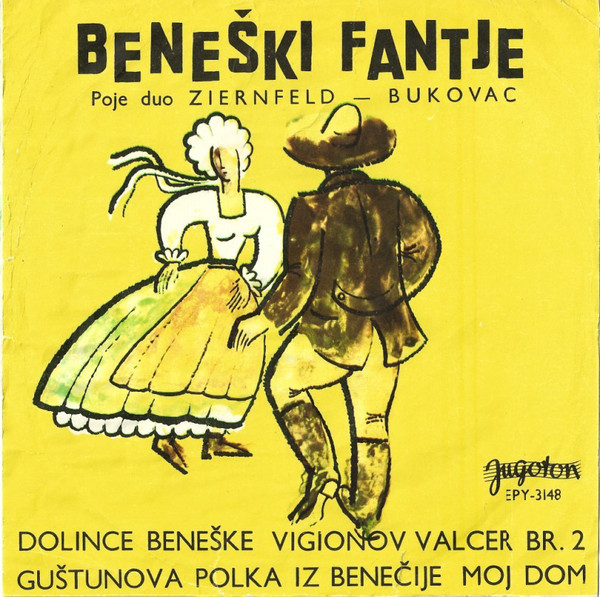 BENEŠKI FANTJE
Poje duo ZIERNFELD – BUKOVAC
Jugoton
EPY-3148
DOLINCE BENEŠKE VIGIONOV VALCER BR. 2
GUŠTUNOVA POLKA IZ BENEČIJE MOJ DOM